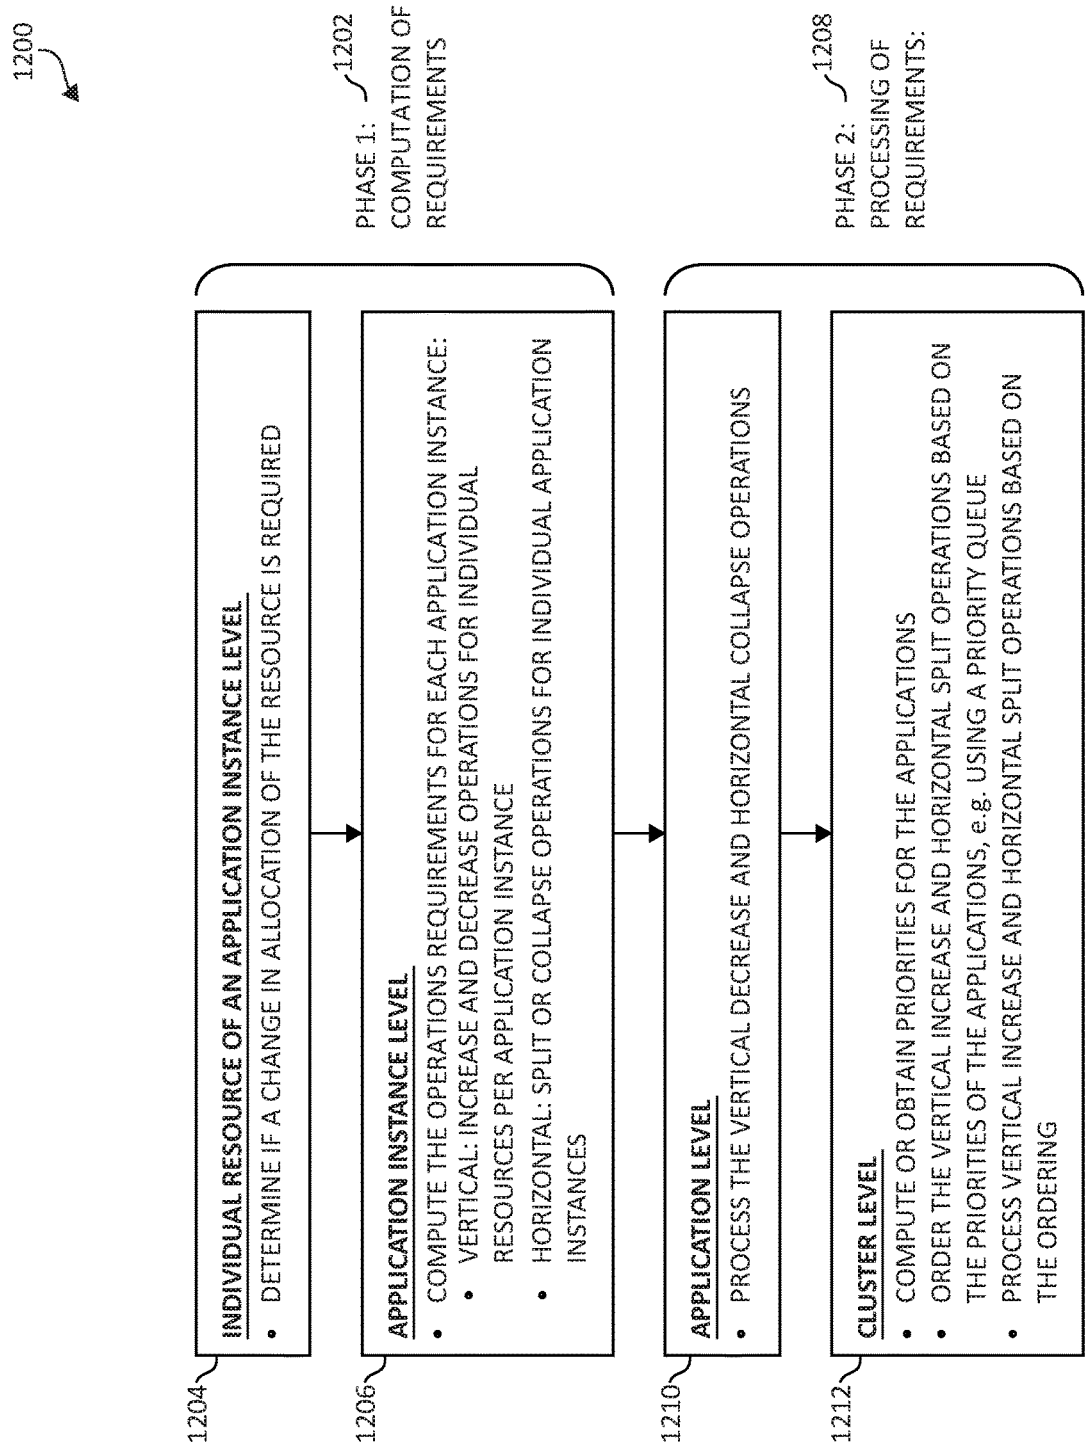 1200
1204
INDIVIDUAL RESOURCE OF AN APPLICATION INSTANCE LEVEL
• DETERMINE IF A CHANGE IN ALLOCATION OF THE RESOURCE IS REQUIRED
1206
APPLICATION INSTANCE LEVEL
• COMPUTE THE OPERATIONS REQUIREMENTS FOR EACH APPLICATION INSTANCE:
• VERTICAL: INCREASE AND DECREASE OPERATIONS FOR INDIVIDUAL
RESOURCES PER APPLICATION INSTANCE
• HORIZONTAL: SPLIT OR COLLAPSE OPERATIONS FOR INDIVIDUAL APPLICATION
INSTANCES
PHASE 1: 1202
COMPUTATION OF
REQUIREMENTS
1210
APPLICATION LEVEL
• PROCESS THE VERTICAL DECREASE AND HORIZONTAL COLLAPSE OPERATIONS
1212
CLUSTER LEVEL
• COMPUTE OR OBTAIN PRIORITIES FOR THE APPLICATIONS
• ORDER THE VERTICAL INCREASE AND HORIZONTAL SPLIT OPERATIONS BASED ON
THE PRIORITIES OF THE APPLICATIONS, e.g. USING A PRIORITY QUEUE
• PROCESS VERTICAL INCREASE AND HORIZONTAL SPLIT OPERATIONS BASED ON
THE ORDERING
PHASE 2: 1208
PROCESSING OF
REQUIREMENTS: